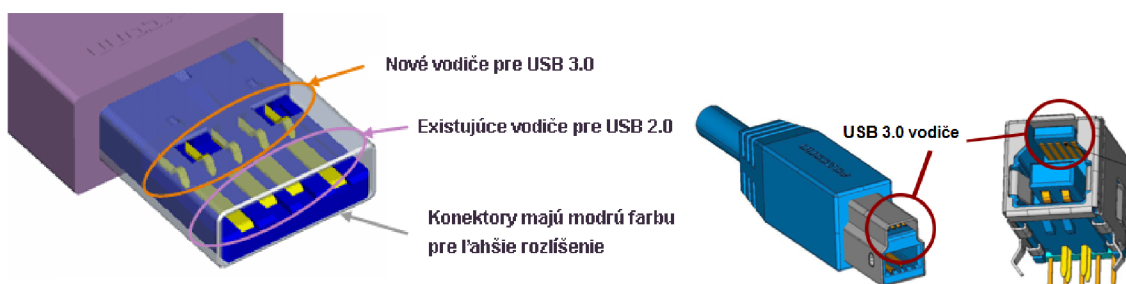 Nové vodiče pre USB 3.0
Existujúce vodiče pre USB 2.0
Konektory majú modrú farbu
pre ľahšie rozlíšenie
USB 3.0 vodiče